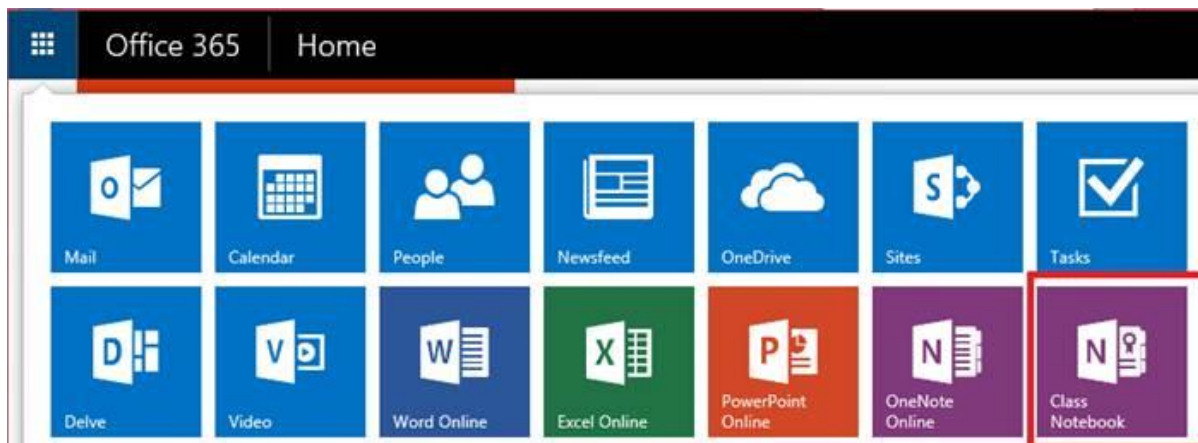 Office 365 Home
Mail
Calendar
People
Newsfeed
OneDrive
Sites
Tasks
Delve
Video
Word Online
Excel Online
PowerPoint
Online
OneNote
Online
Class
Notebook